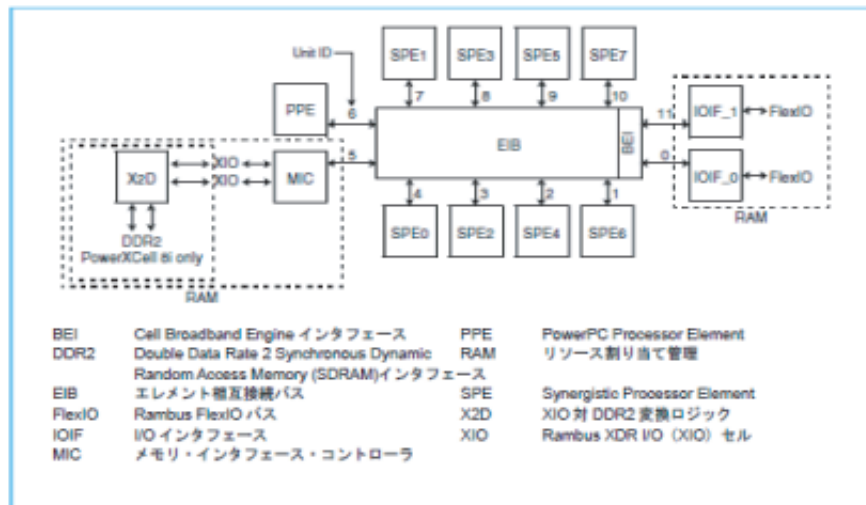 SPE1 SPE3 SPE5 SPE7
Unit ID
7 8 9 10
PPE 6
EIB
BEI
11 IOIF_1 FlexIO
0 IOIF_0 FlexIO
RAM
X2D XIO MIC 5
XIO
4 3 2 1
SPE0 SPE2 SPE4 SPE6
DDR2
PowerXCell 8i only
RAM
BEI Cell Broadband Engine インタフェース PPE PowerPC Processor Element
DDR2 Double Data Rate 2 Synchronous Dynamic RAM リソース割り当て管理
Random Access Memory (SDRAM)インタフェース
EIB エレメント相互接続バス SPE Synergistic Processor Element
FlexIO Rambus FlexIO バス X2D XIO 対 DDR2 変換ロジック
IOIF I/O インタフェース XIO Rambus XDR I/O（XIO）セル
MIC メモリ・インタフェース・コントローラ